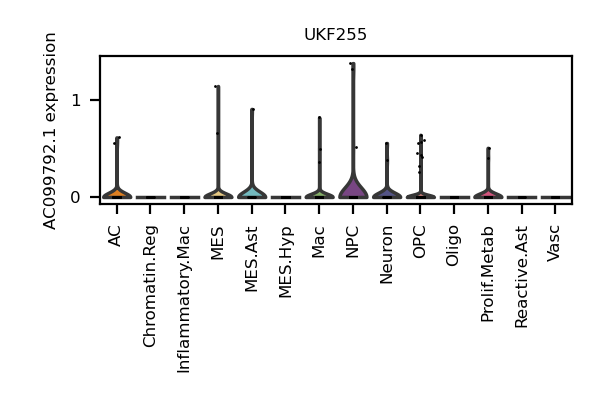 UKF255
AC099792.1 expression
1
0
AC
Chromatin.Reg
Inflammatory.Mac
MES
MES.Ast
MES.Hyp
Mac
NPC
Neuron
OPC
Oligo
Prolif.Metab
Reactive.Ast
Vasc